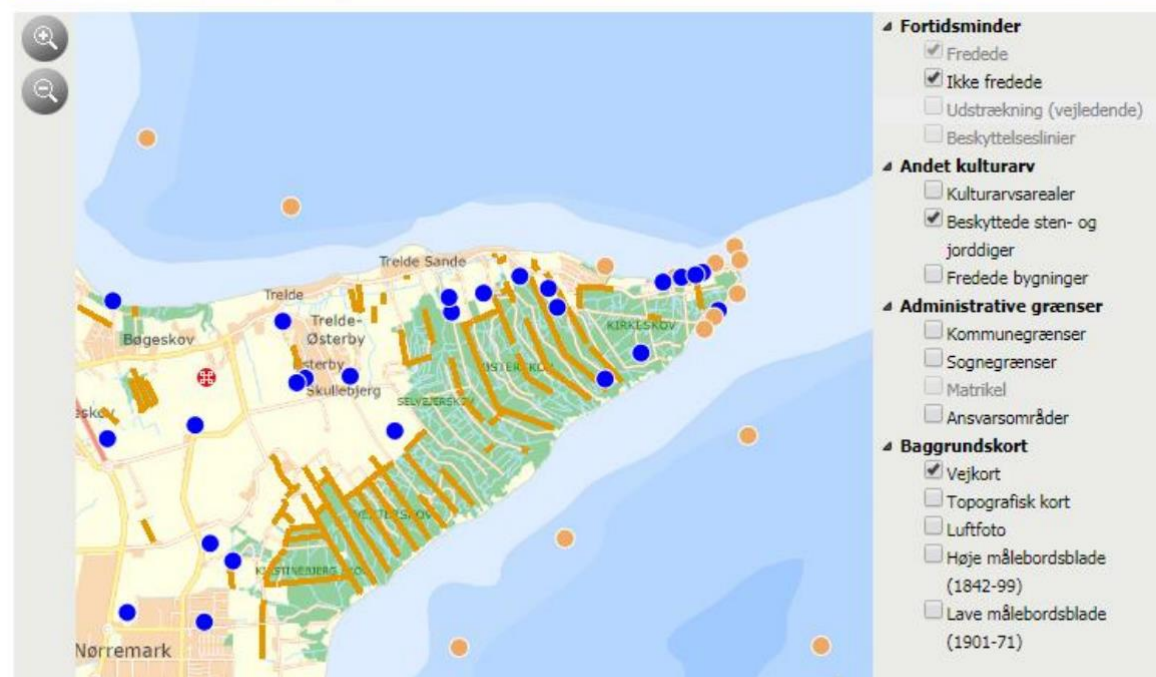 Trelde Sande
Trelde
Trelde-
Østerby
Bøgeskov
Skullebjerg
SELVEJERSKOV
KIRKESKOV
Nørremark
Fortidsminder
Fredede
Ikke fredede
Udstrækning (vejledende)
Beskyttelseslinier
Andet kulturarv
Kulturarvsarealer
Beskyttede sten- og
jorddiger
Fredede bygninger
Administrative grænser
Kommunegrænser
Sognegrænser
Matrikel
Ansvarsområder
Baggrundskort
Vejkort
Topografisk kort
Luftfoto
Høje målebordsblade
(1842-99)
Lave målebordsblade
(1901-71)